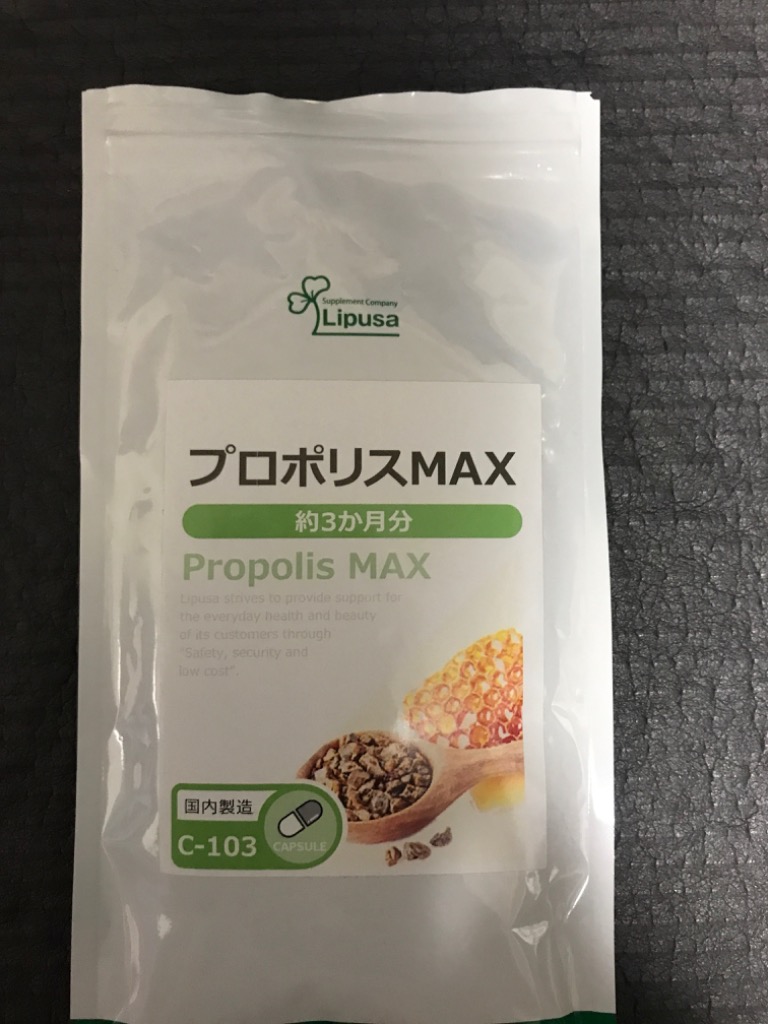 Supplement Company
Lipusa
プロポリスMAX
約3か月分
Propolis MAX
Lipusa strives to provide support for
the everyday health and beauty
of its customers through
"Safety, security and
low cost".
国内製造
C-103
CAPSULE